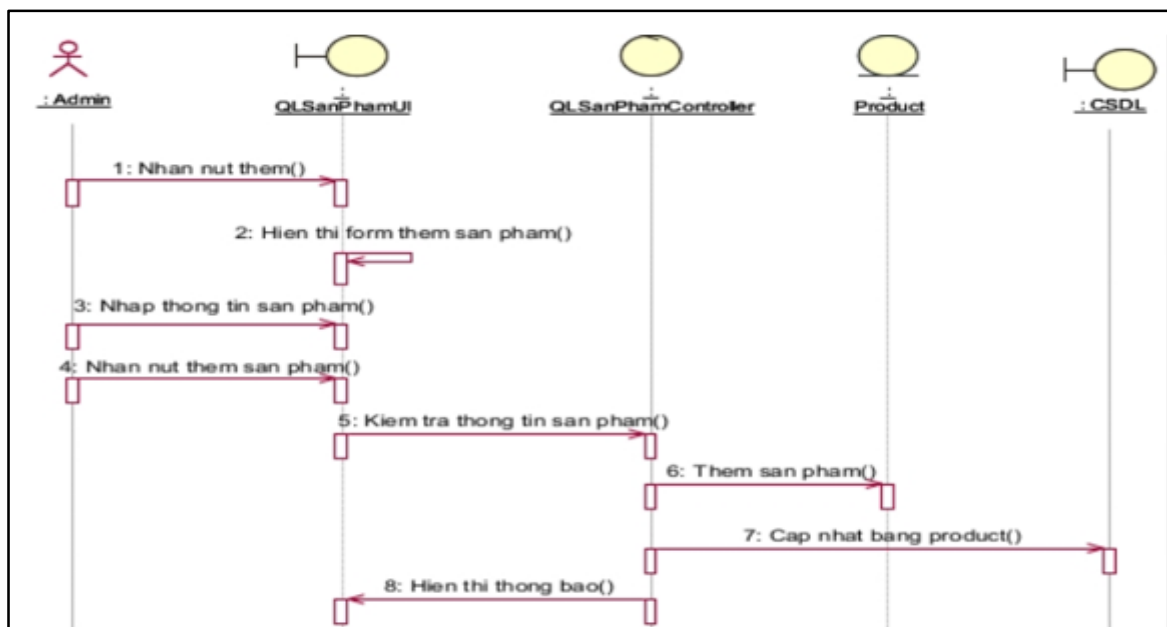 : Admin
:
QLSanPhamUI
:
QLSanPhamController
:
Product
: CSDL
1: Nhan nut them()
2: Hien thi form them san pham()
3: Nhap thong tin san pham()
4: Nhan nut them san pham()
5: Kiem tra thong tin san pham()
6: Them san pham()
7: Cap nhat bang product()
8: Hien thi thong bao()